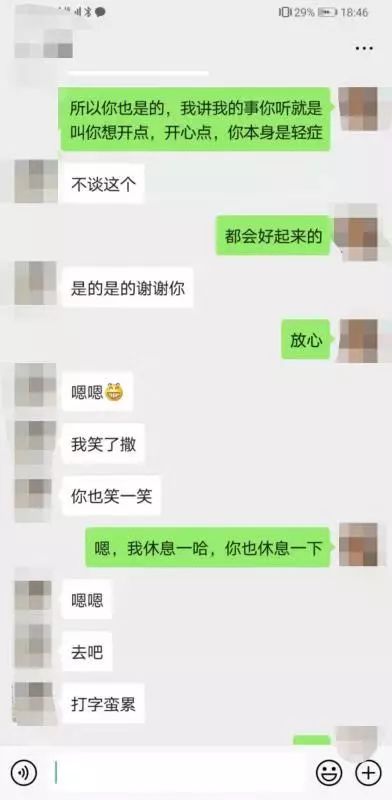 29% 18:46
所以你也是的，我讲我的事你听就是
叫你想开点，开心点，你本身是轻症
不谈这个
都会好起来的
是的是的谢谢你
放心
嗯嗯😁
我笑了撒
你也笑一笑
嗯，我休息一哈，你也休息一下
嗯嗯
去吧
打字蛮累